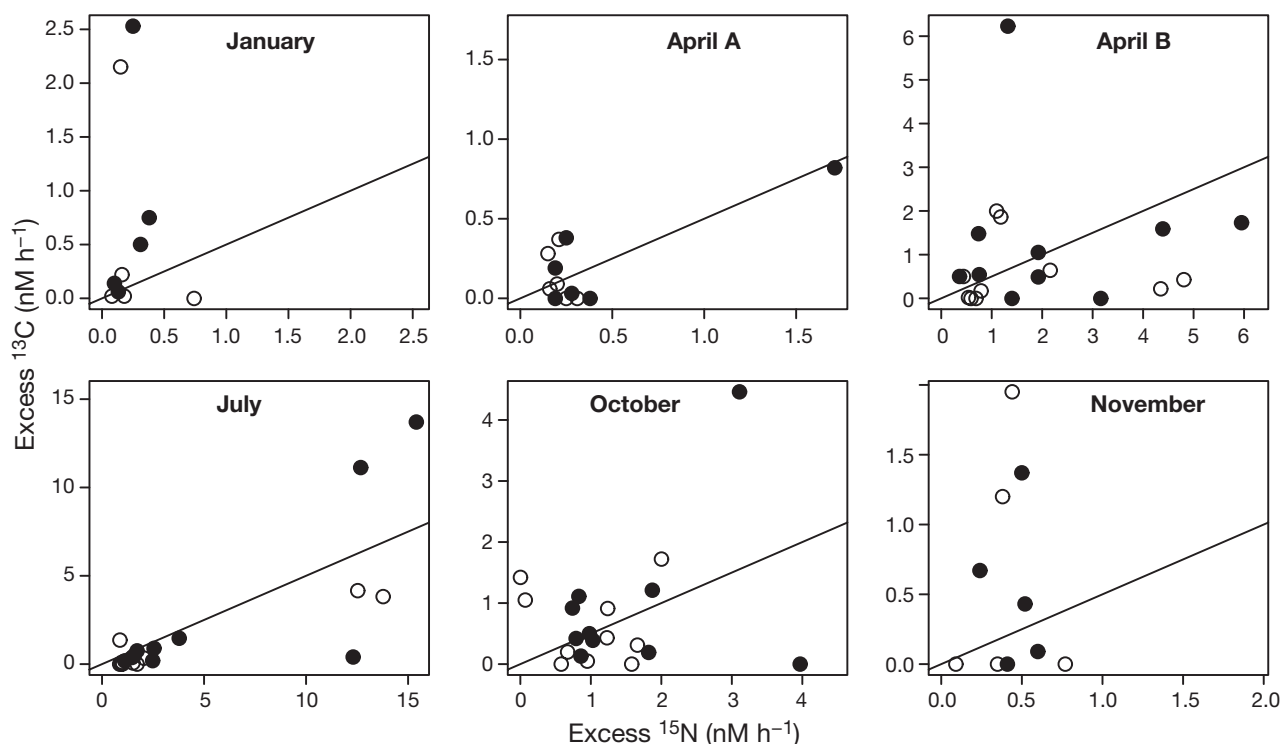 January
April A
April B
2.5
2.0
1.5
1.0
0.5
0.0
1.5
1.0
0.5
0.0
6
5
4
3
2
1
0
0.0 0.5 1.0 1.5 2.0 2.5
0.0 0.5 1.0 1.5
0 1 2 3 4 5 6
Excess ¹³C (nM h⁻¹)
July
October
November
15
10
5
0
4
3
2
1
0
1.5
1.0
0.5
0.0
0 5 10 15
0 1 2 3 4
0.0 0.5 1.0 1.5 2.0
Excess ¹⁵N (nM h⁻¹)